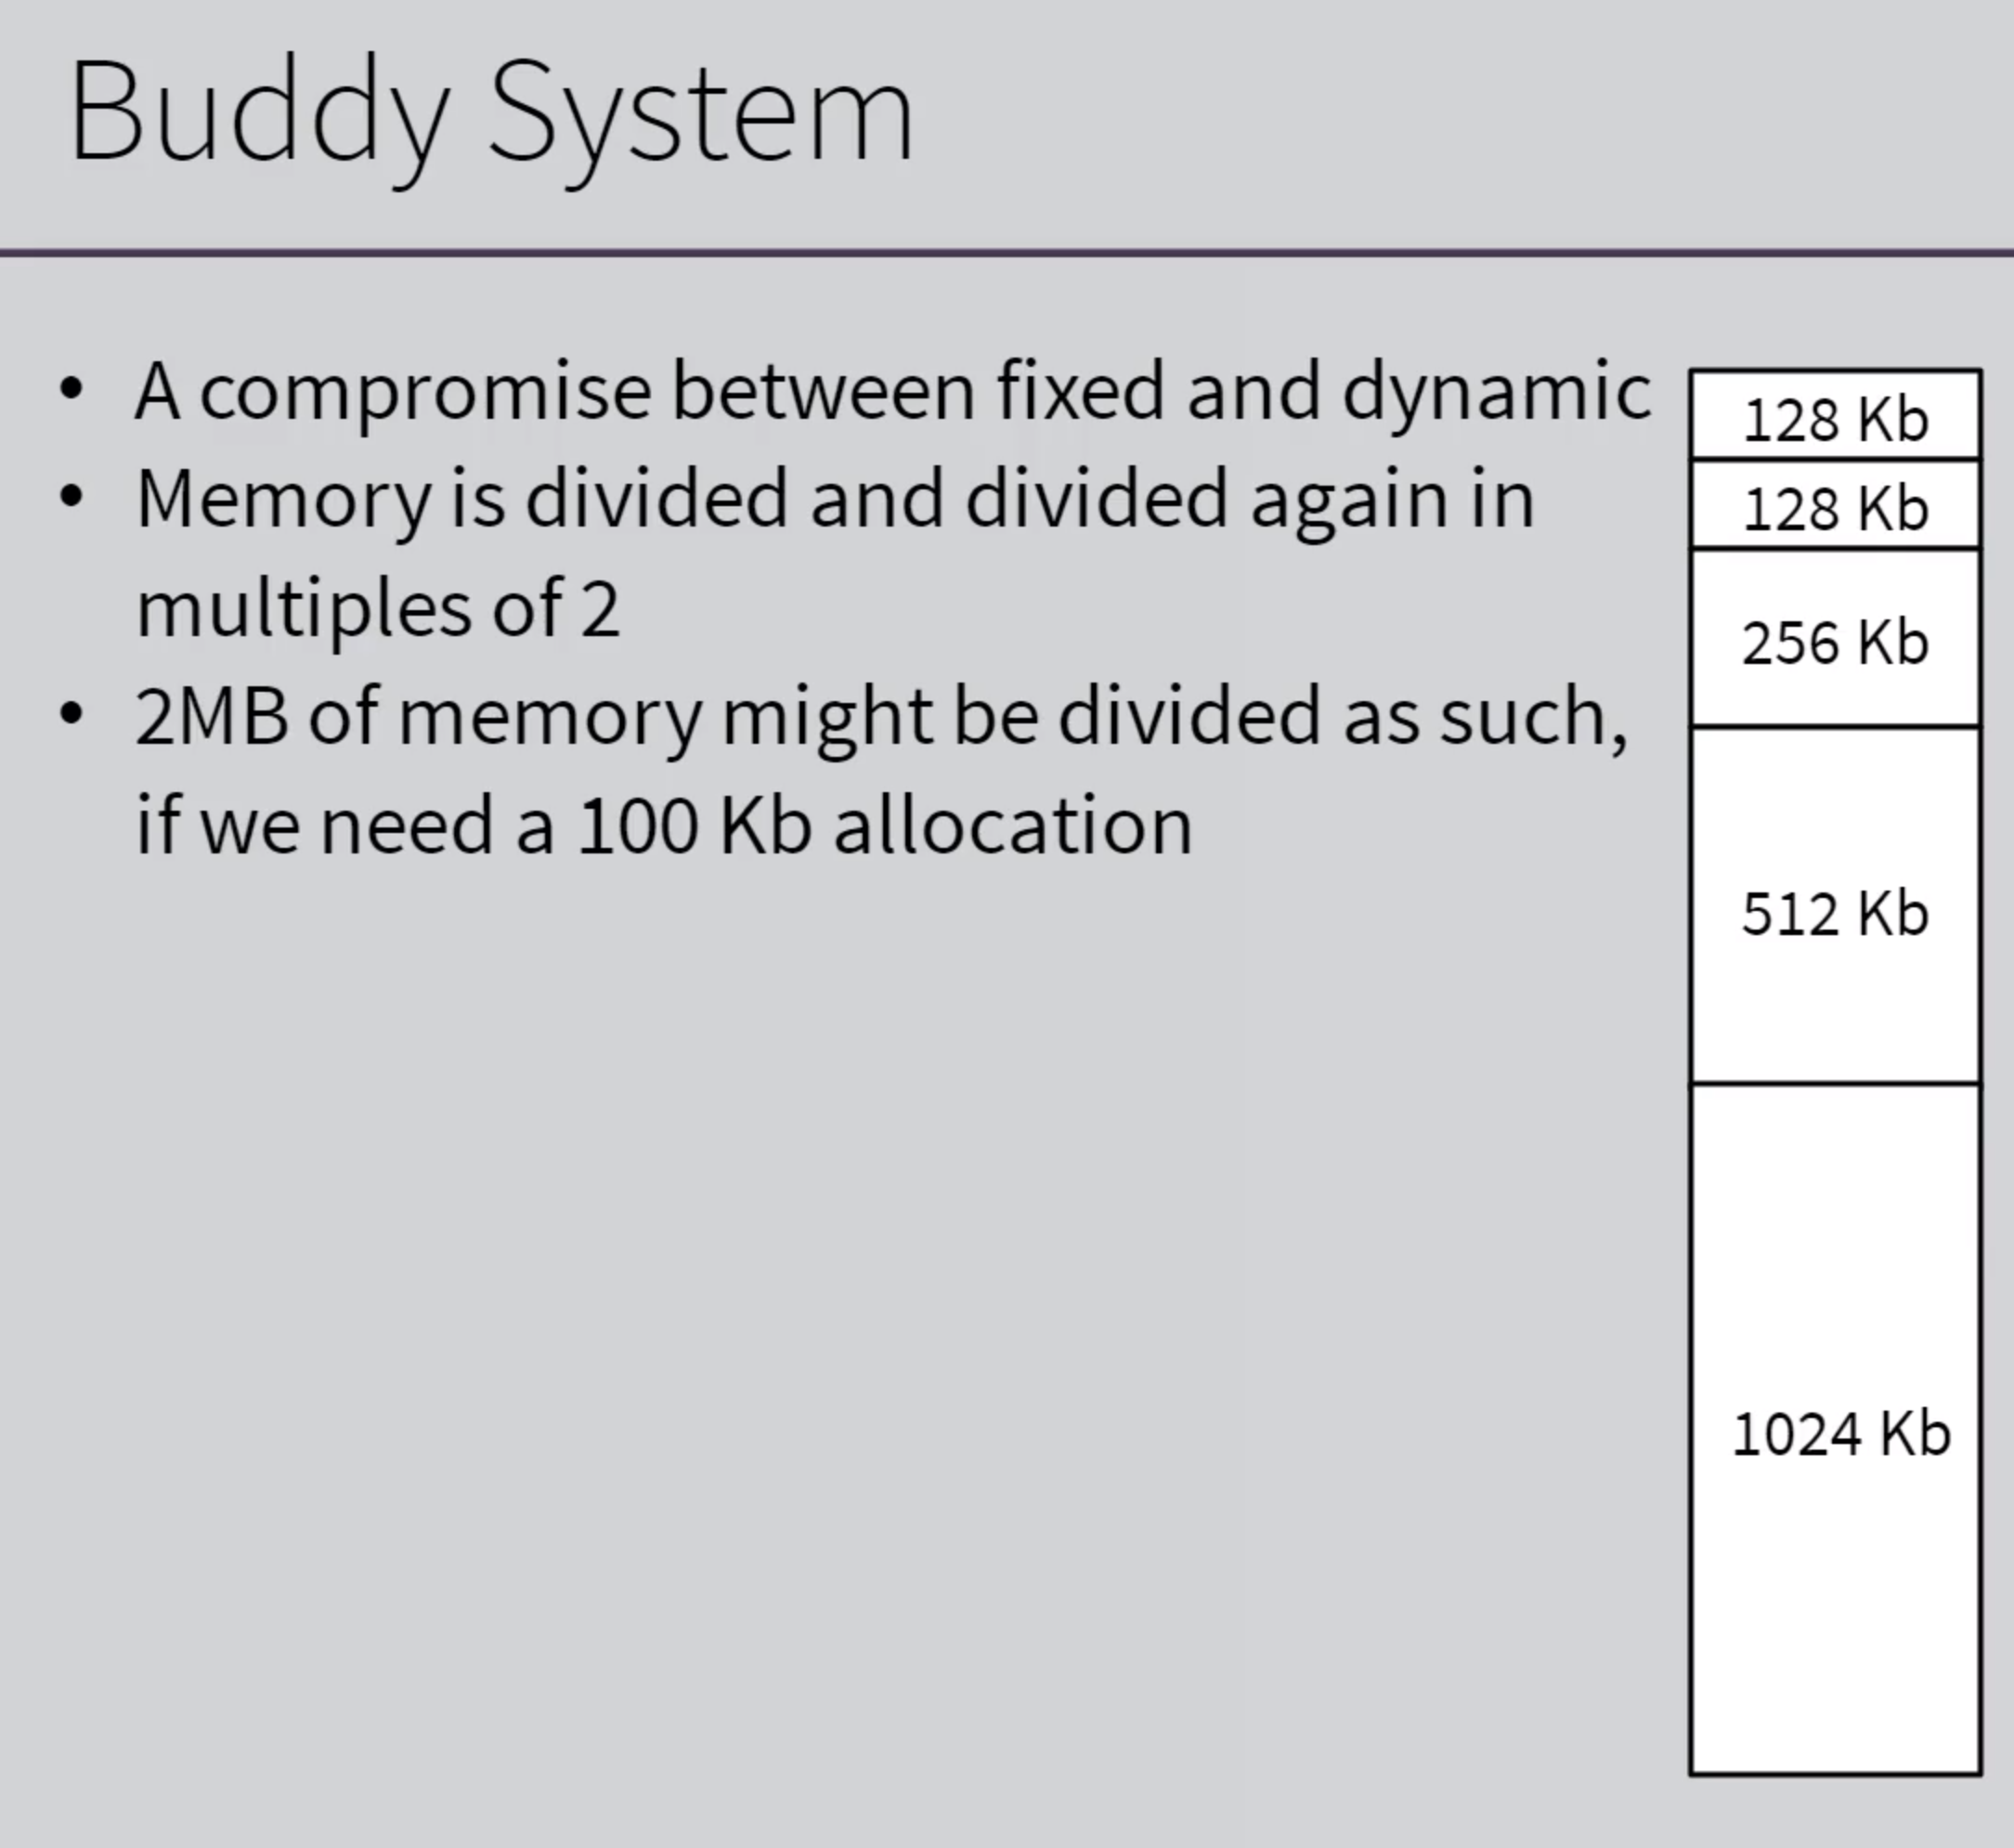 Buddy System
• A compromise between fixed and dynamic
• Memory is divided and divided again in
multiples of 2
• 2MB of memory might be divided as such,
if we need a 100 Kb allocation
128 Kb
128 Kb
256 Kb
512 Kb
1024 Kb